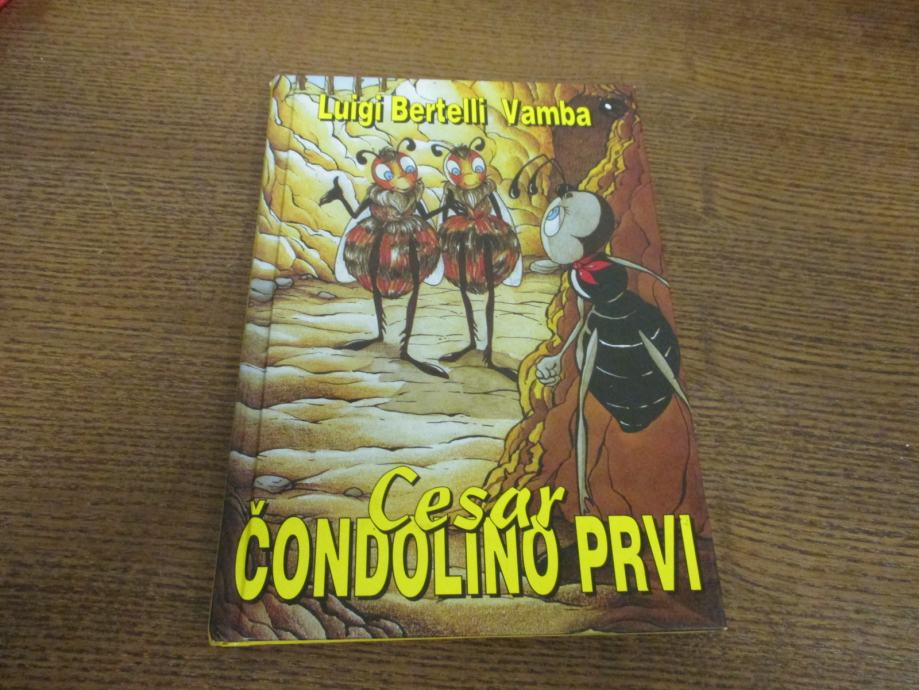 Luigi Bertelli Vamba
Cesar
ČONDOLINO PRVI